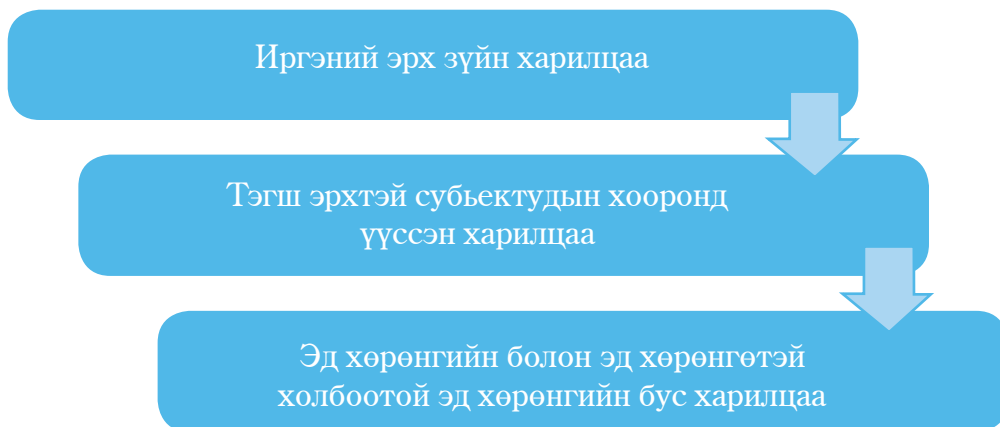 Иргэний эрх зүйн харилцаа
Тэгш эрхтэй субьектудын хооронд
үүссэн харилцаа
Эд хөрөнгийн болон эд хөрөнгөтэй
холбоотой эд хөрөнгийн бус харилцаа